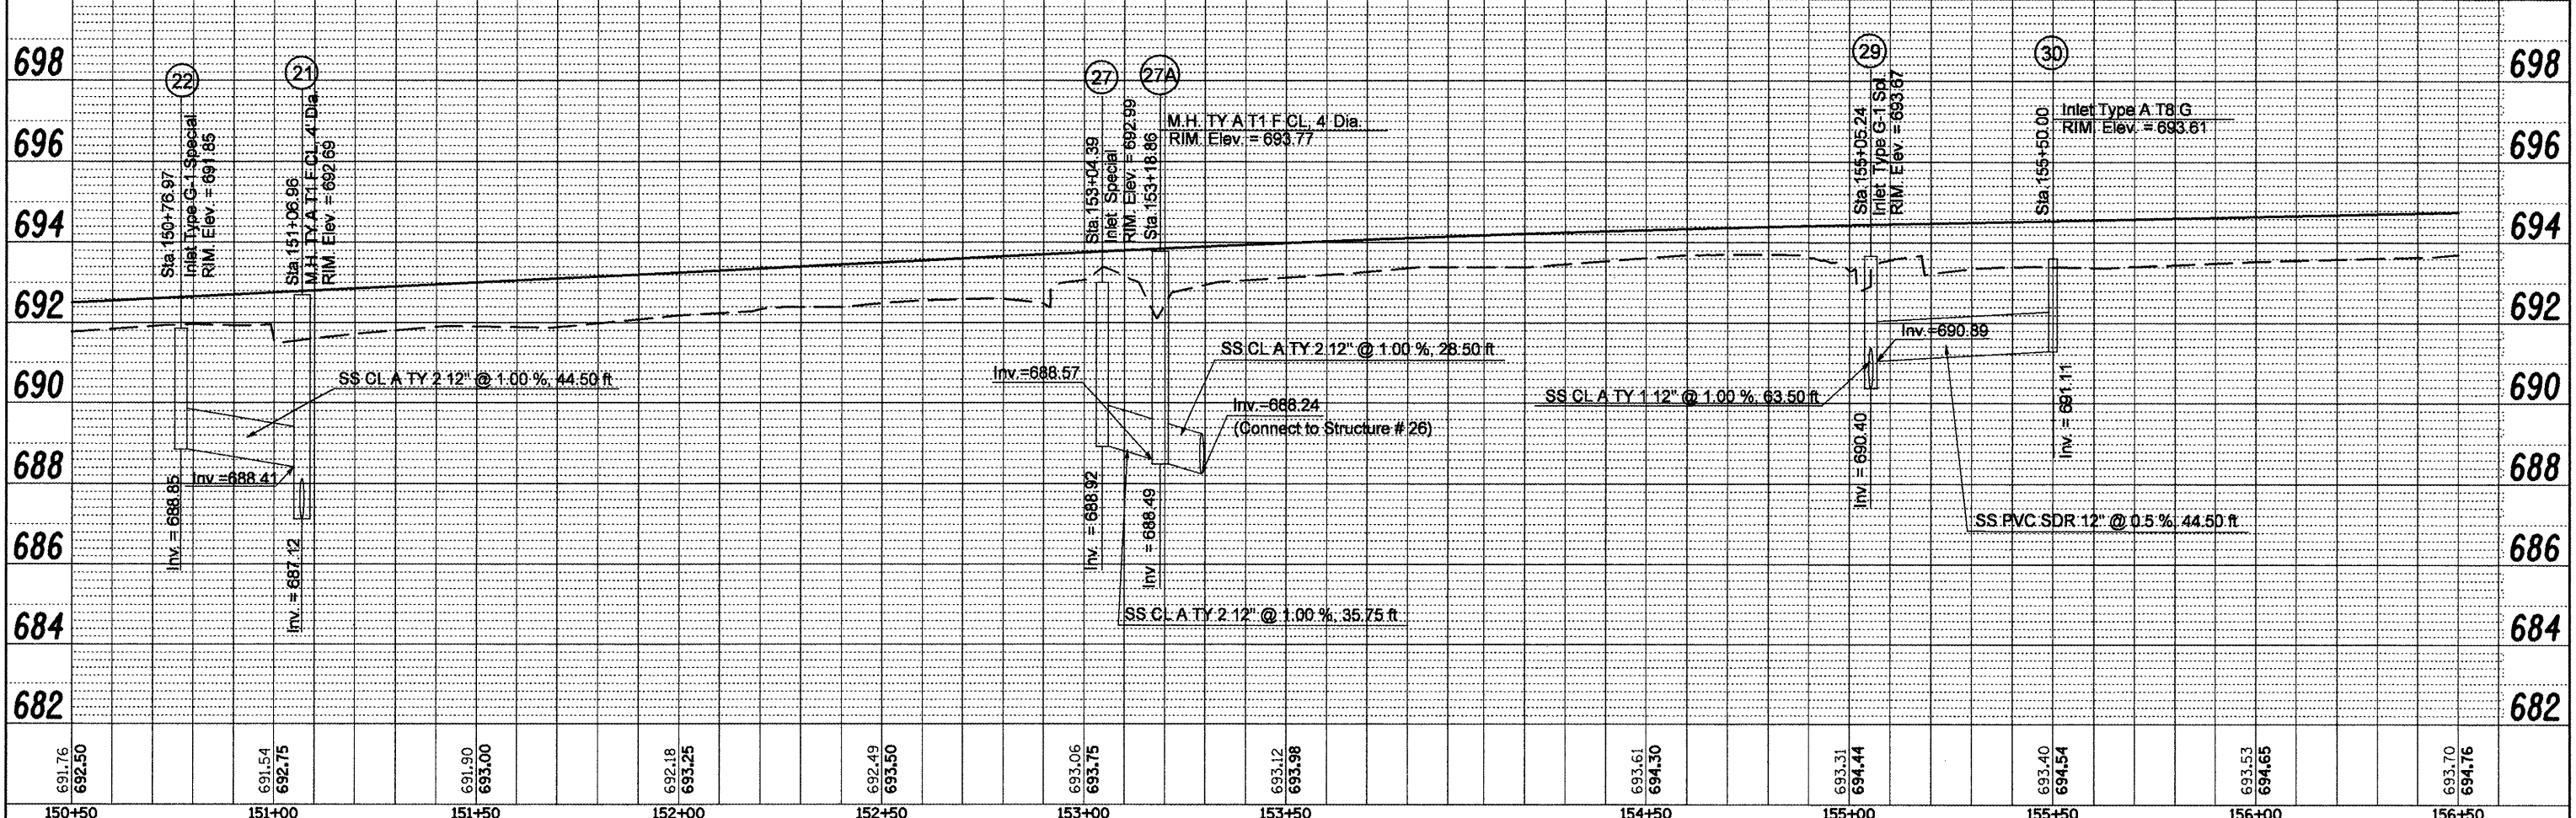 698
696
694
692
690
688
686
684
682
22
Sta.150+76.97
Inlet Type G-1 Special
RIM. Elev. = 691.85
21
Sta.151+06.96
M.H. TY A T1 F CL, 4' Dia.
RIM. Elev. = 692.69
SS CL A TY 2 12" @ 1.00 %, 44.50 ft
Inv.=688.41
Inv. = 688.85
Inv. = 687.12
27
Sta.153+04.39
Inlet Special
RIM. Elev. = 692.99
27A
Sta.153+18.86
M.H. TY A T1 F CL, 4' Dia.
RIM. Elev. = 693.77
SS CL A TY 2 12" @ 1.00 %, 28.50 ft
Inv.=688.57
Inv.=688.24
(Connect to Structure # 26)
Inv. = 688.92
Inv. = 688.49
SS CL A TY 2 12" @ 1.00 %, 35.75 ft
29
Sta.155+05.24
Inlet Type G-1 Spl.
RIM. Elev. = 693.67
30
Sta.155+50.00
Inlet Type A T8 G
RIM. Elev. = 693.61
Inv.=690.89
SS CL A TY 1 12" @ 1.00 %, 63.50 ft
Inv. = 690.40
Inv. = 691.11
SS PVC SDR 12" @ 0.5 %, 44.50 ft
698
696
694
692
690
688
686
684
682
691.76
692.50
691.54
692.75
691.90
693.00
692.18
693.25
692.49
693.50
693.06
693.75
693.12
693.98
693.61
694.30
693.31
694.44
693.40
694.54
693.53
694.65
693.70
694.76
150+50 151+00 151+50 152+00 152+50 153+00 153+50 154+50 155+00 155+50 156+00 156+50